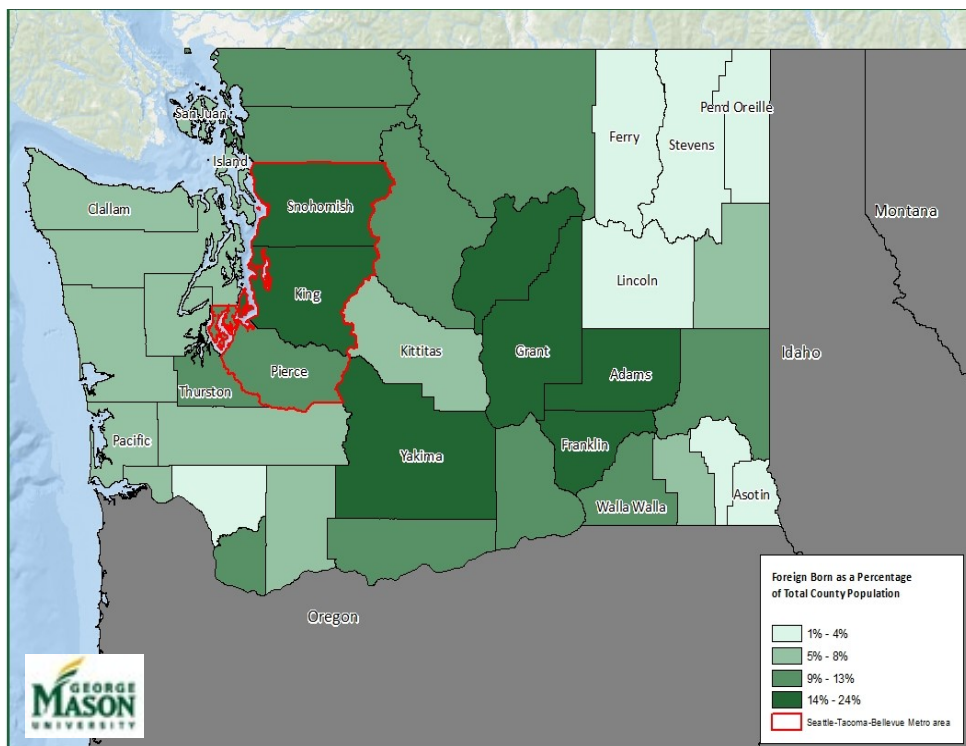 San Juan
Pend Oreille
Ferry
Stevens
Island
Clallam
Snohomish
Montana
Lincoln
King
Kittitas
Grant
Idaho
Pierce
Adams
Thurston
Pacific
Franklin
Yakima
Asotin
Walla Walla
Oregon
Foreign Born as a Percentage
of Total County Population
1% - 4%
5% - 8%
9% - 13%
14% - 24%
Seattle-Tacoma-Bellevue Metro area
GEORGE
MASON
UNIVERSITY